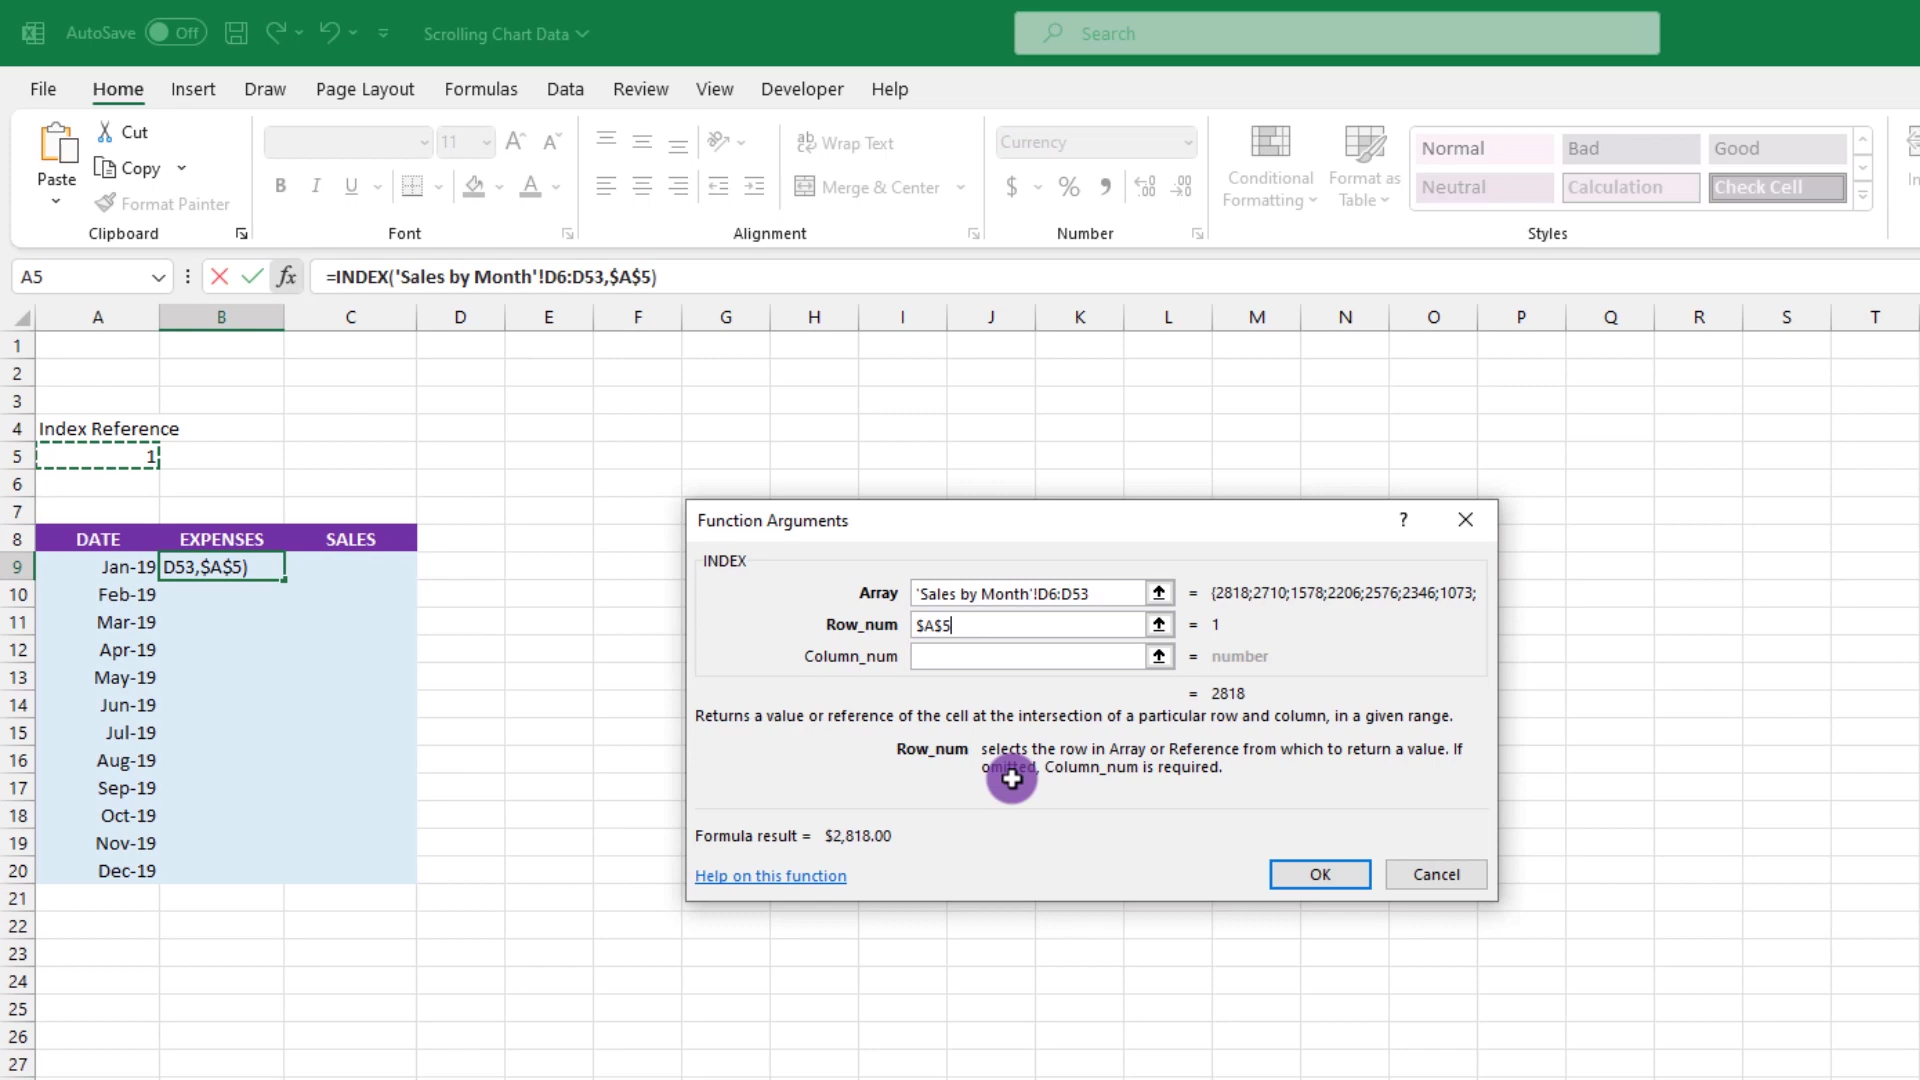 AutoSave Off Scrolling Chart Data Search
File Home Insert Draw Page Layout Formulas Data Review View Developer Help
Paste Cut Copy Format Painter
Clipboard
11
B I U A
Font
Wrap Text
Merge & Center
Alignment
Currency
$ % 9 .00
Number
Conditional Formatting
Format as Table
Normal Bad Good
Neutral Calculation Check Cell
Styles
A5 fx =INDEX('Sales by Month'!D6:D53,$A$5)
A B C D E F G H I J K L M N O P Q R S T
1
2
3
4 Index Reference
5 1
6
7
8 DATE EXPENSES SALES
9 Jan-19 D53,$A$5)
10 Feb-19
11 Mar-19
12 Apr-19
13 May-19
14 Jun-19
15 Jul-19
16 Aug-19
17 Sep-19
18 Oct-19
19 Nov-19
20 Dec-19
21
22
23
24
25
26
27
Function Arguments ?
INDEX
Array 'Sales by Month'!D6:D53 = {2818;2710;1578;2206;2576;2346;1073;
Row_num $A$5 = 1
Column_num = number
= 2818
Returns a value or reference of the cell at the intersection of a particular row and column, in a given range.
Row_num selects the row in Array or Reference from which to return a value. If
omitted, Column_num is required.
Formula result = $2,818.00
Help on this function OK Cancel